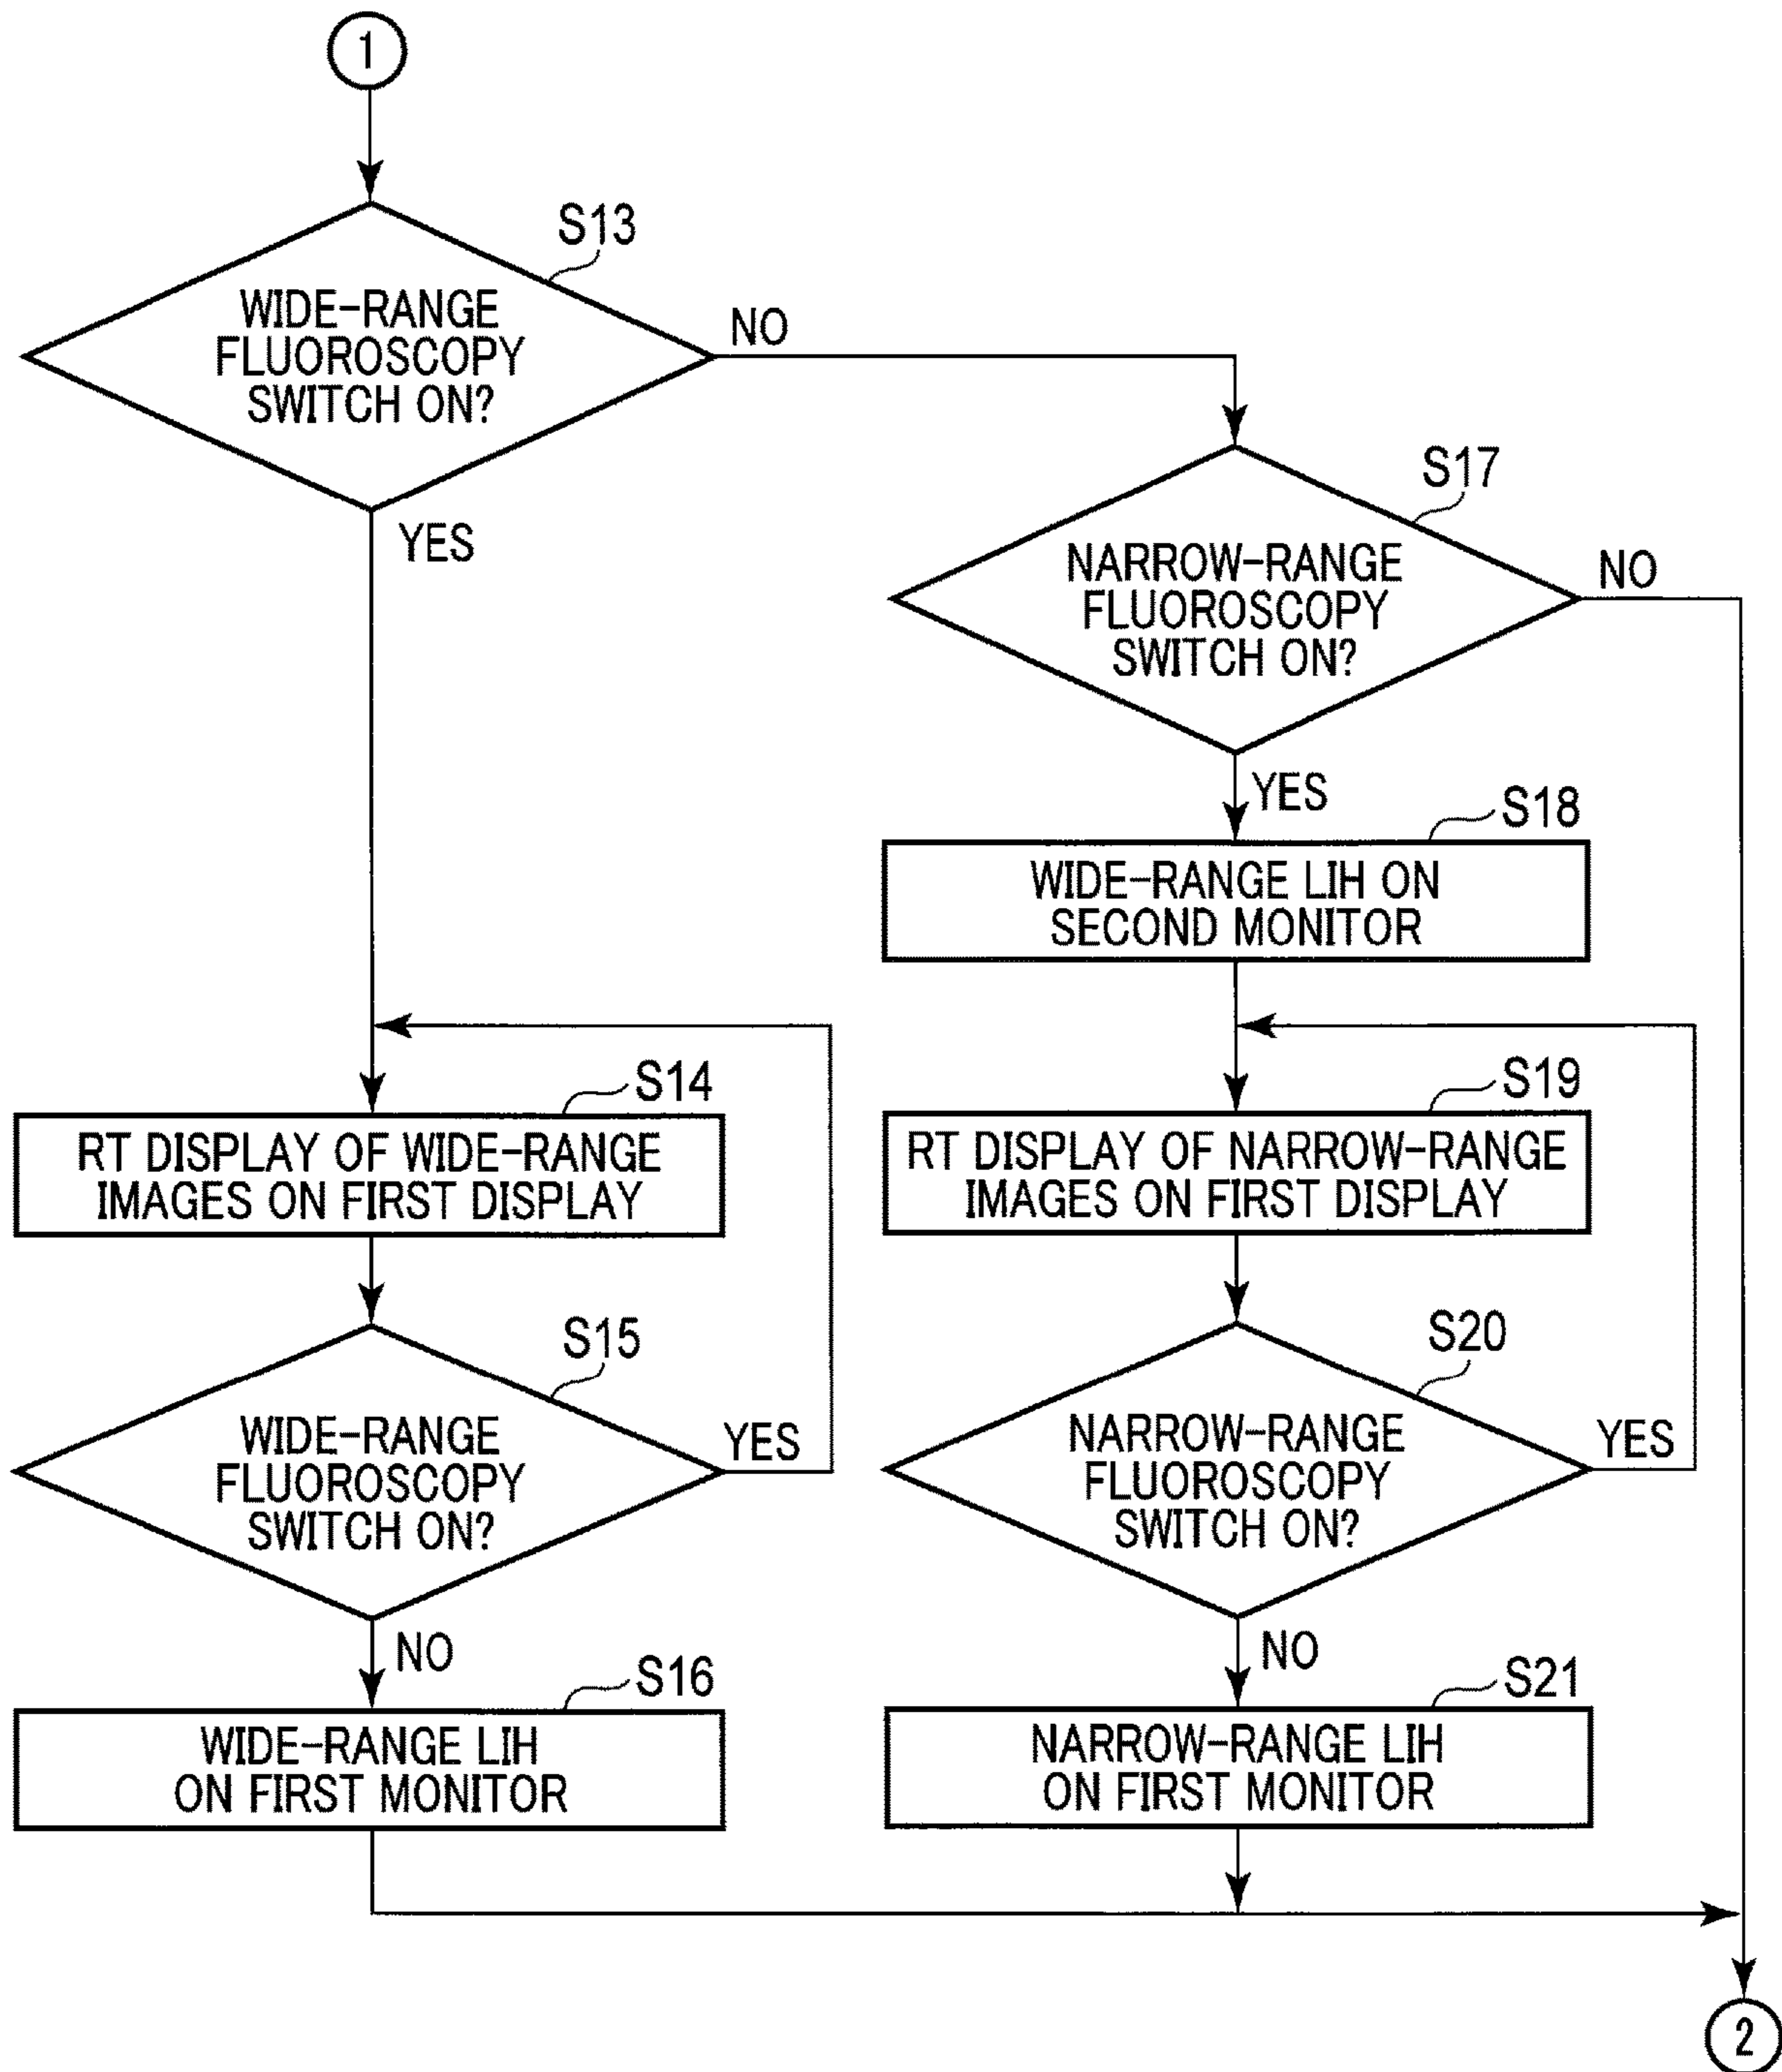 1
S13
WIDE-RANGE
FLUOROSCOPY
SWITCH ON?
NO
YES
S17
NARROW-RANGE
FLUOROSCOPY
SWITCH ON?
NO
YES
S18
WIDE-RANGE LIH ON
SECOND MONITOR
S14
RT DISPLAY OF WIDE-RANGE
IMAGES ON FIRST DISPLAY
S19
RT DISPLAY OF NARROW-RANGE
IMAGES ON FIRST DISPLAY
S15
WIDE-RANGE
FLUOROSCOPY
SWITCH ON?
YES
NO
S20
NARROW-RANGE
FLUOROSCOPY
SWITCH ON?
YES
NO
S16
WIDE-RANGE LIH
ON FIRST MONITOR
S21
NARROW-RANGE LIH
ON FIRST MONITOR
2